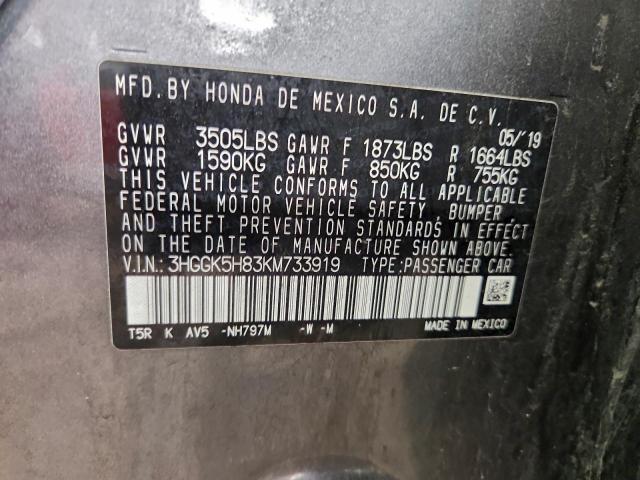 MFD. BY HONDA DE MEXICO S.A. DE C.V.
05/'19
GVWR 3505LBS GAWR F 1873LBS R 1664LBS
GVWR 1590KG GAWR F 850KG R 755KG
THIS VEHICLE CONFORMS TO ALL APPLICABLE
FEDERAL MOTOR VEHICLE SAFETY, BUMPER,
AND THEFT PREVENTION STANDARDS IN EFFECT
ON THE DATE OF MANUFACTURE SHOWN ABOVE.
V.I.N.: 3HGGK5H83KM733919 TYPE:PASSENGER CAR
T5R K AV5 -NH797M -W -M
MADE IN MEXICO